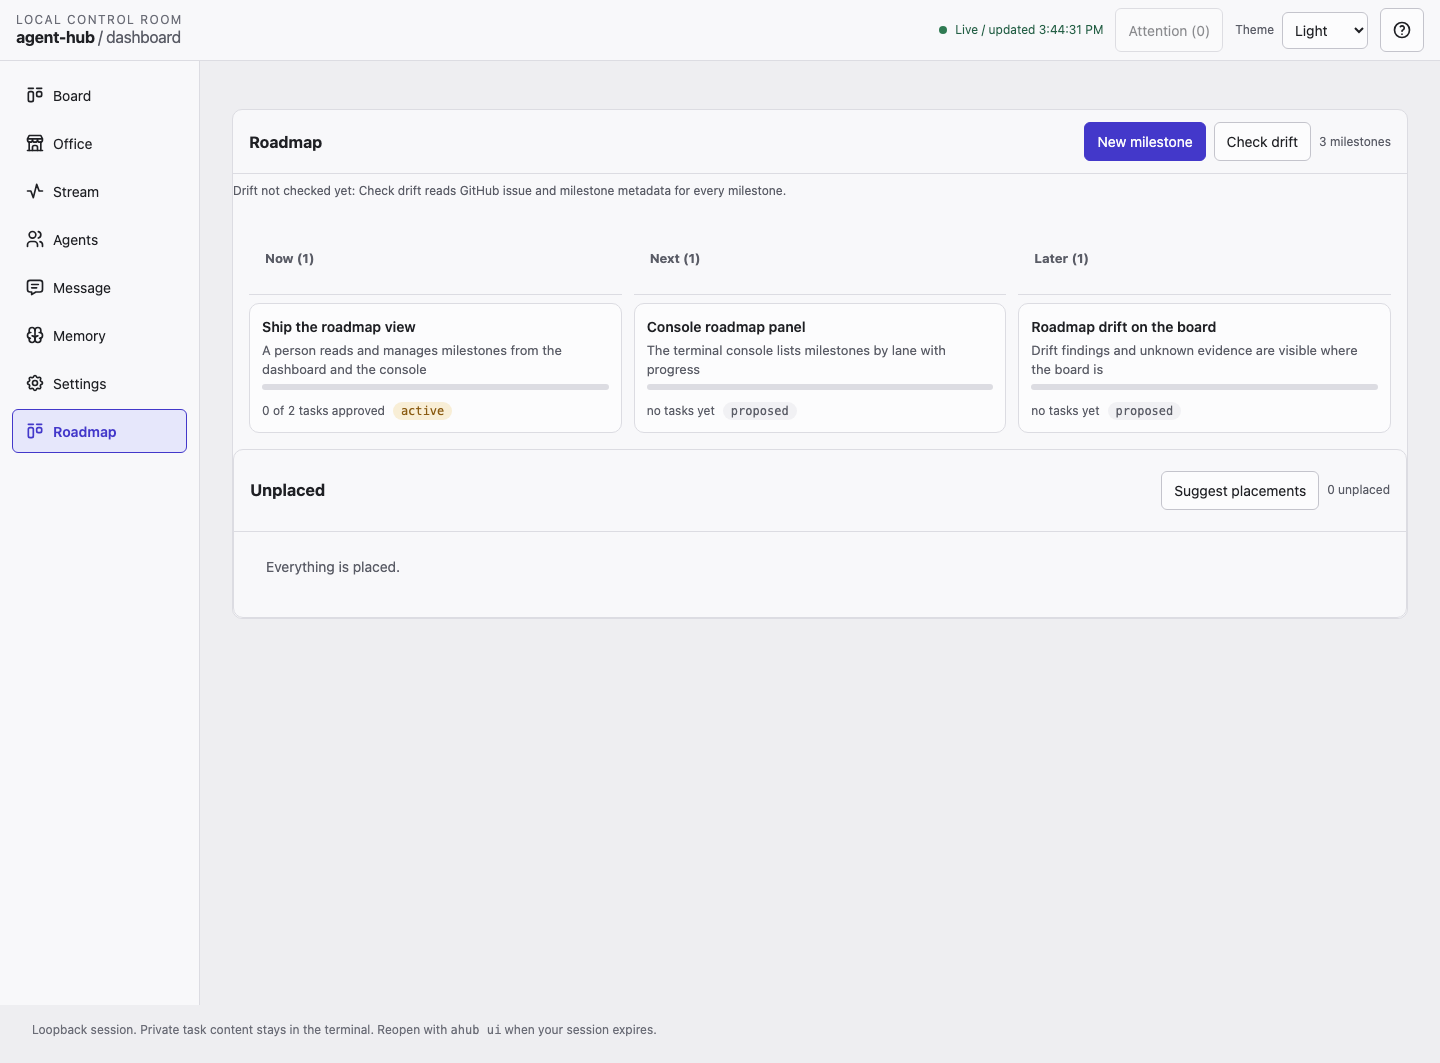 LOCAL CONTROL ROOM
agent-hub / dashboard
Live / updated 3:44:31 PM
Attention (0)
Theme
Light
Board
Office
Stream
Agents
Message
Memory
Settings
Roadmap
Roadmap
New milestone
Check drift
3 milestones
Drift not checked yet: Check drift reads GitHub issue and milestone metadata for every milestone.
Now (1)
Ship the roadmap view
A person reads and manages milestones from the
dashboard and the console
0 of 2 tasks approved
active
Next (1)
Console roadmap panel
The terminal console lists milestones by lane with
progress
no tasks yet
proposed
Later (1)
Roadmap drift on the board
Drift findings and unknown evidence are visible where
the board is
no tasks yet
proposed
Unplaced
Suggest placements
0 unplaced
Everything is placed.
Loopback session. Private task content stays in the terminal. Reopen with ahub ui when your session expires.